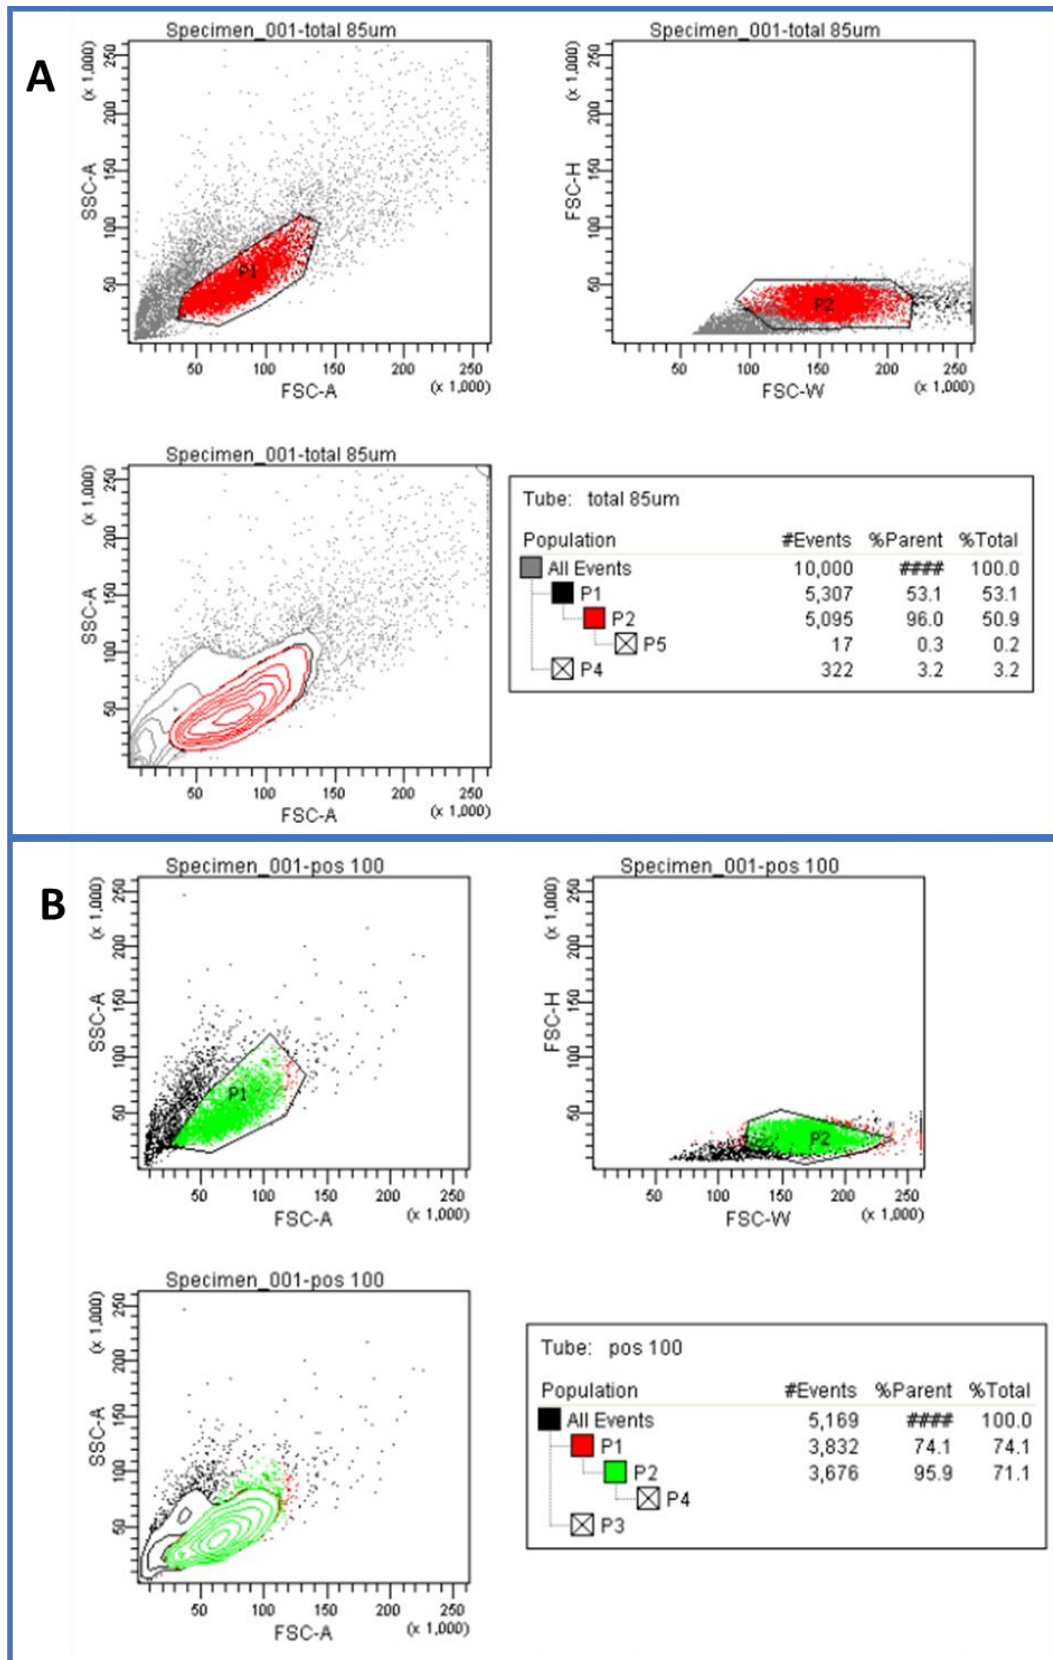 A
Specimen_001-total 85um
(x 1,000)
250
200
150
100
50
SSC-A
P1
50 100 150 200 250
(x 1,000)
FSC-A
Specimen_001-total 85um
(x 1,000)
250
200
150
100
50
FSC-H
P2
50 100 150 200 250
(x 1,000)
FSC-W
Specimen_001-total 85um
(x 1,000)
250
200
150
100
50
SSC-A
50 100 150 200 250
(x 1,000)
FSC-A
Tube: total 85um
Population #Events %Parent %Total
All Events 10,000 #### 100.0
P1 5,307 53.1 53.1
P2 5,095 96.0 50.9
P5 17 0.3 0.2
P4 322 3.2 3.2
B
Specimen_001-pos 100
(x 1,000)
250
200
150
100
50
SSC-A
P1
50 100 150 200 250
(x 1,000)
FSC-A
Specimen_001-pos 100
(x 1,000)
250
200
150
100
50
FSC-H
P2
50 100 150 200 250
(x 1,000)
FSC-W
Specimen_001-pos 100
(x 1,000)
250
200
150
100
50
SSC-A
50 100 150 200 250
(x 1,000)
FSC-A
Tube: pos 100
Population #Events %Parent %Total
All Events 5,169 #### 100.0
P1 3,832 74.1 74.1
P2 3,676 95.9 71.1
P4
P3